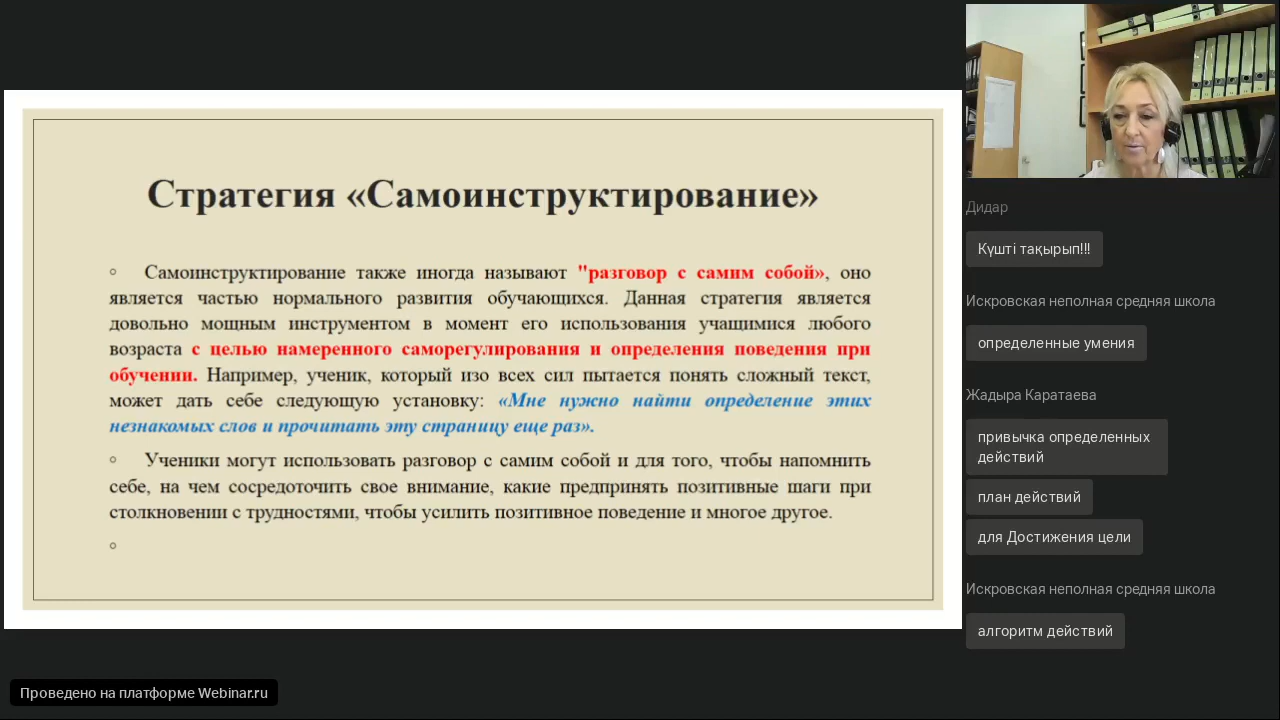 Стратегия «Самоинструктирование»
Самоинструктирование также иногда называют "разговор с самим собой», оно
является частью нормального развития обучающихся. Данная стратегия является
довольно мощным инструментом в момент его использования учащимися любого
возраста с целью намеренного саморегулирования и определения поведения при
обучении. Например, ученик, который изо всех сил пытается понять сложный текст,
может дать себе следующую установку: «Мне нужно найти определение этих
незнакомых слов и прочитать эту страницу еще раз».
Ученики могут использовать разговор с самим собой и для того, чтобы напомнить
себе, на чем сосредоточить свое внимание, какие предпринять позитивные шаги при
столкновении с трудностями, чтобы усилить позитивное поведение и многое другое.
Дидар
Күшті тақырып!!!
Искровская неполная средняя школа
определенные умения
Жадыра Каратаева
привычка определенных
действий
план действий
для Достижения цели
Искровская неполная средняя школа
алгоритм действий
Проведено на платформе Webinar.ru